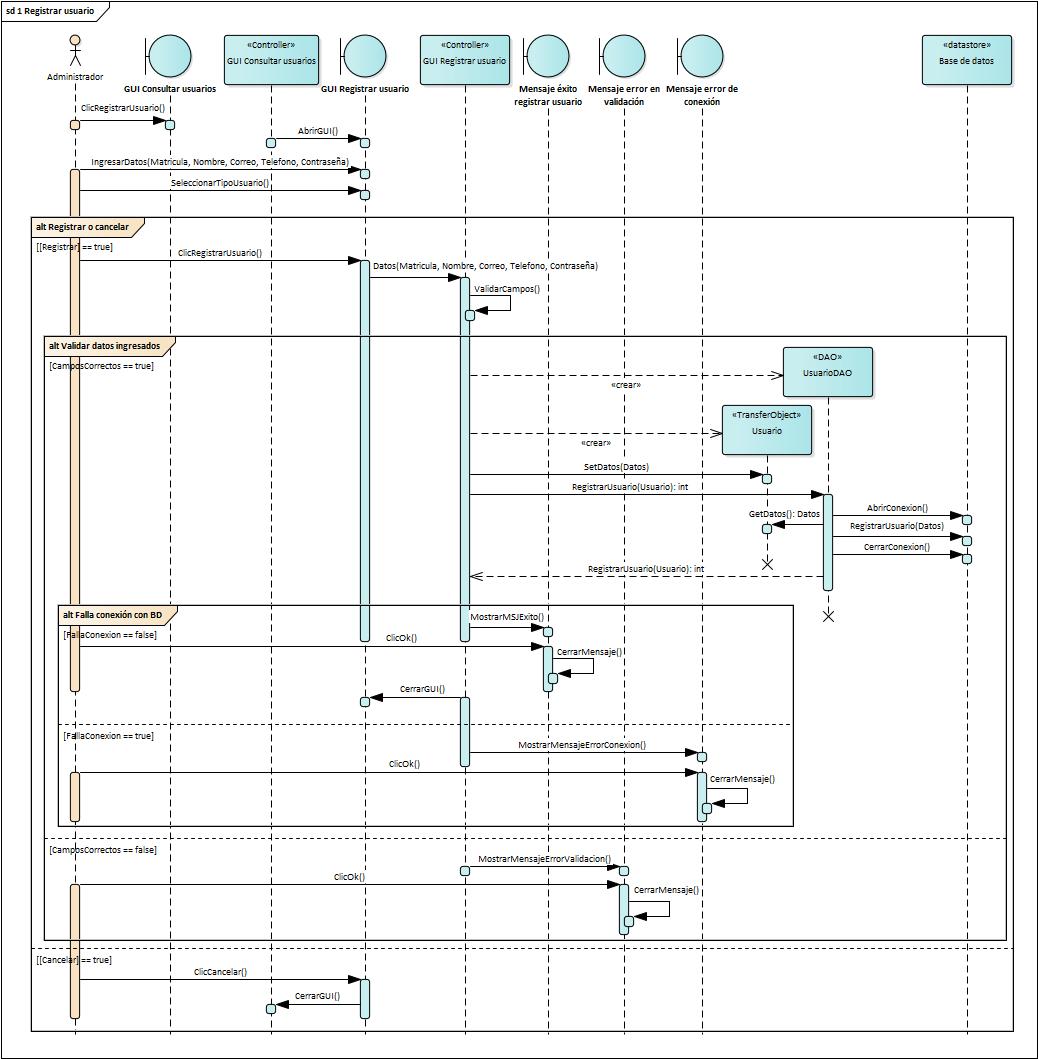 sd 1 Registrar usuario
Administrador
GUI Consultar usuarios
«Controller»
GUI Consultar usuarios
GUI Registrar usuario
«Controller»
GUI Registrar usuario
Mensaje éxito
registrar usuario
Mensaje error en
validación
Mensaje error de
conexión
«datastore»
Base de datos
ClicRegistrarUsuario()
AbrirGUI()
IngresarDatos(Matricula, Nombre, Correo, Telefono, Contraseña)
SeleccionarTipoUsuario()
alt Registrar o cancelar
[[Registrar] == true]
ClicRegistrarUsuario()
Datos(Matricula, Nombre, Correo, Telefono, Contraseña)
ValidarCampos()
alt Validar datos ingresados
[CamposCorrectos == true]
«DAO»
UsuarioDAO
«crear»
«TransferObject»
Usuario
«crear»
SetDatos(Datos)
RegistrarUsuario(Usuario): int
AbrirConexion()
GetDatos(): Datos
RegistrarUsuario(Datos)
CerrarConexion()
RegistrarUsuario(Usuario): int
alt Falla conexión con BD
MostrarMSJExito()
[FallaConexion == false]
ClicOk()
CerrarMensaje()
CerrarGUI()
[FallaConexion == true]
MostrarMensajeErrorConexion()
ClicOk()
CerrarMensaje()
[CamposCorrectos == false]
MostrarMensajeErrorValidacion()
ClicOk()
CerrarMensaje()
[[Cancelar] == true]
ClicCancelar()
CerrarGUI()